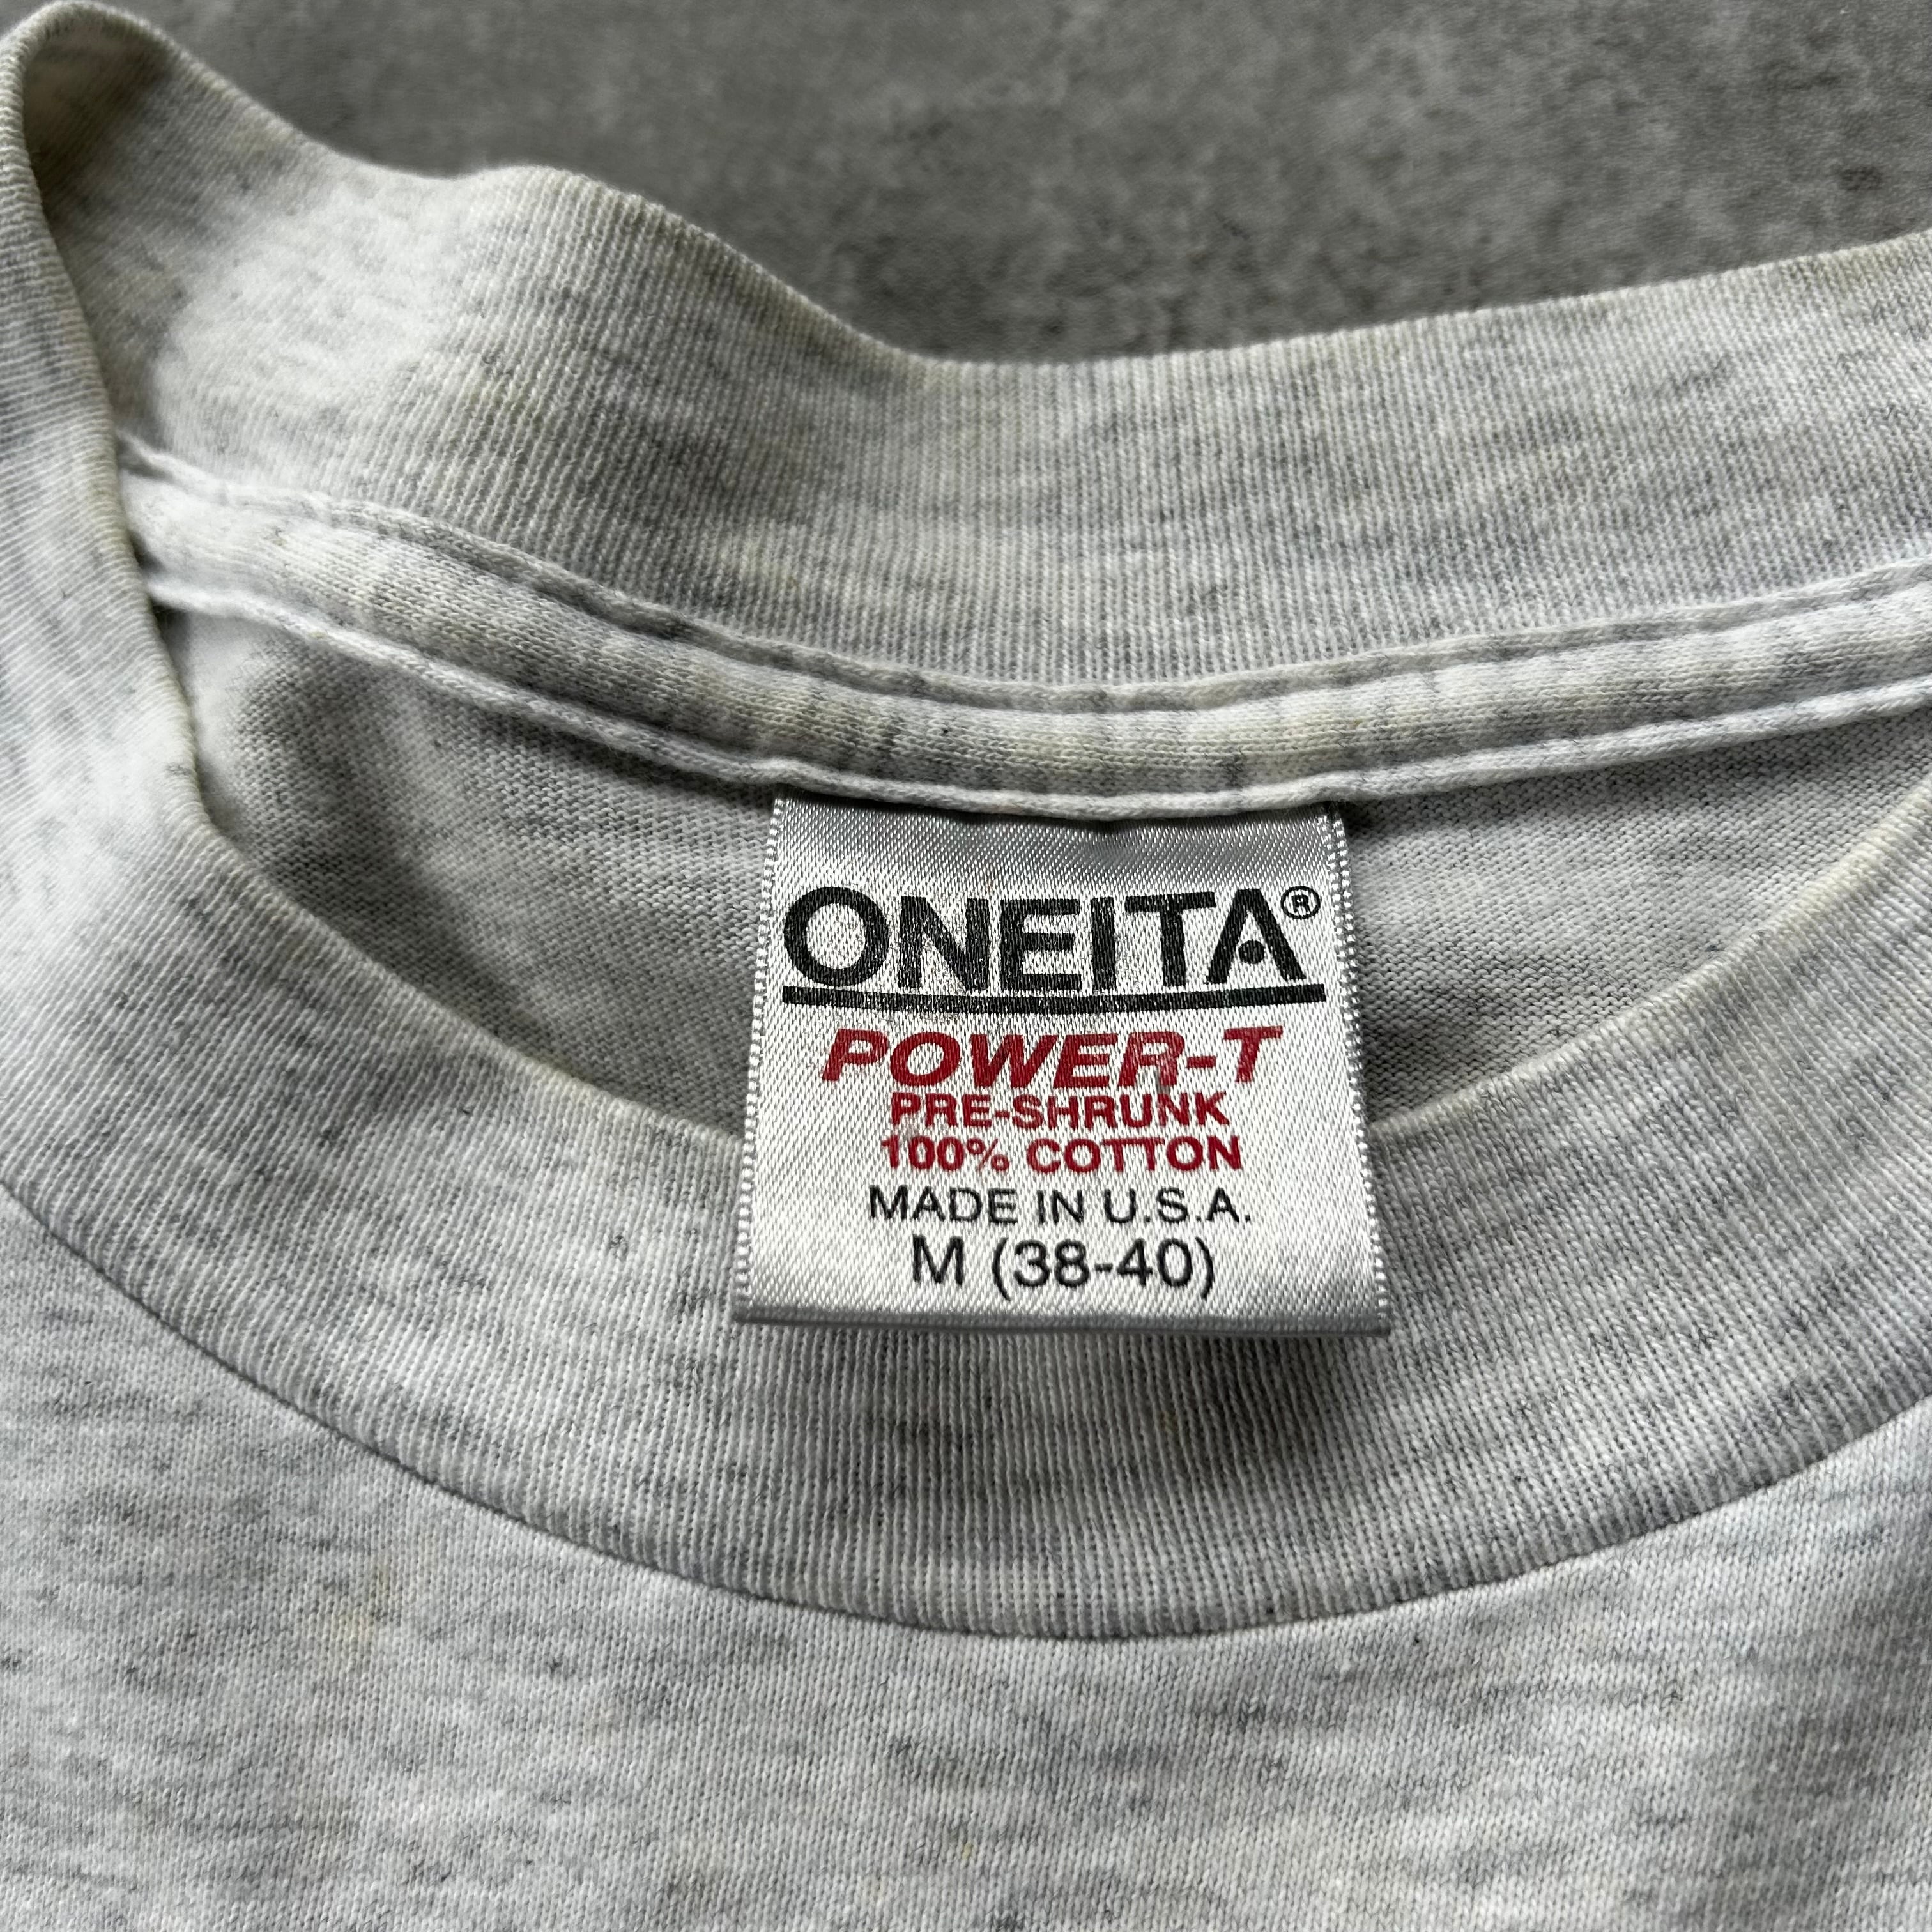 ONEITA®
POWER-T
PRE-SHRUNK
100% COTTON
MADE IN U.S.A.
M (38-40)